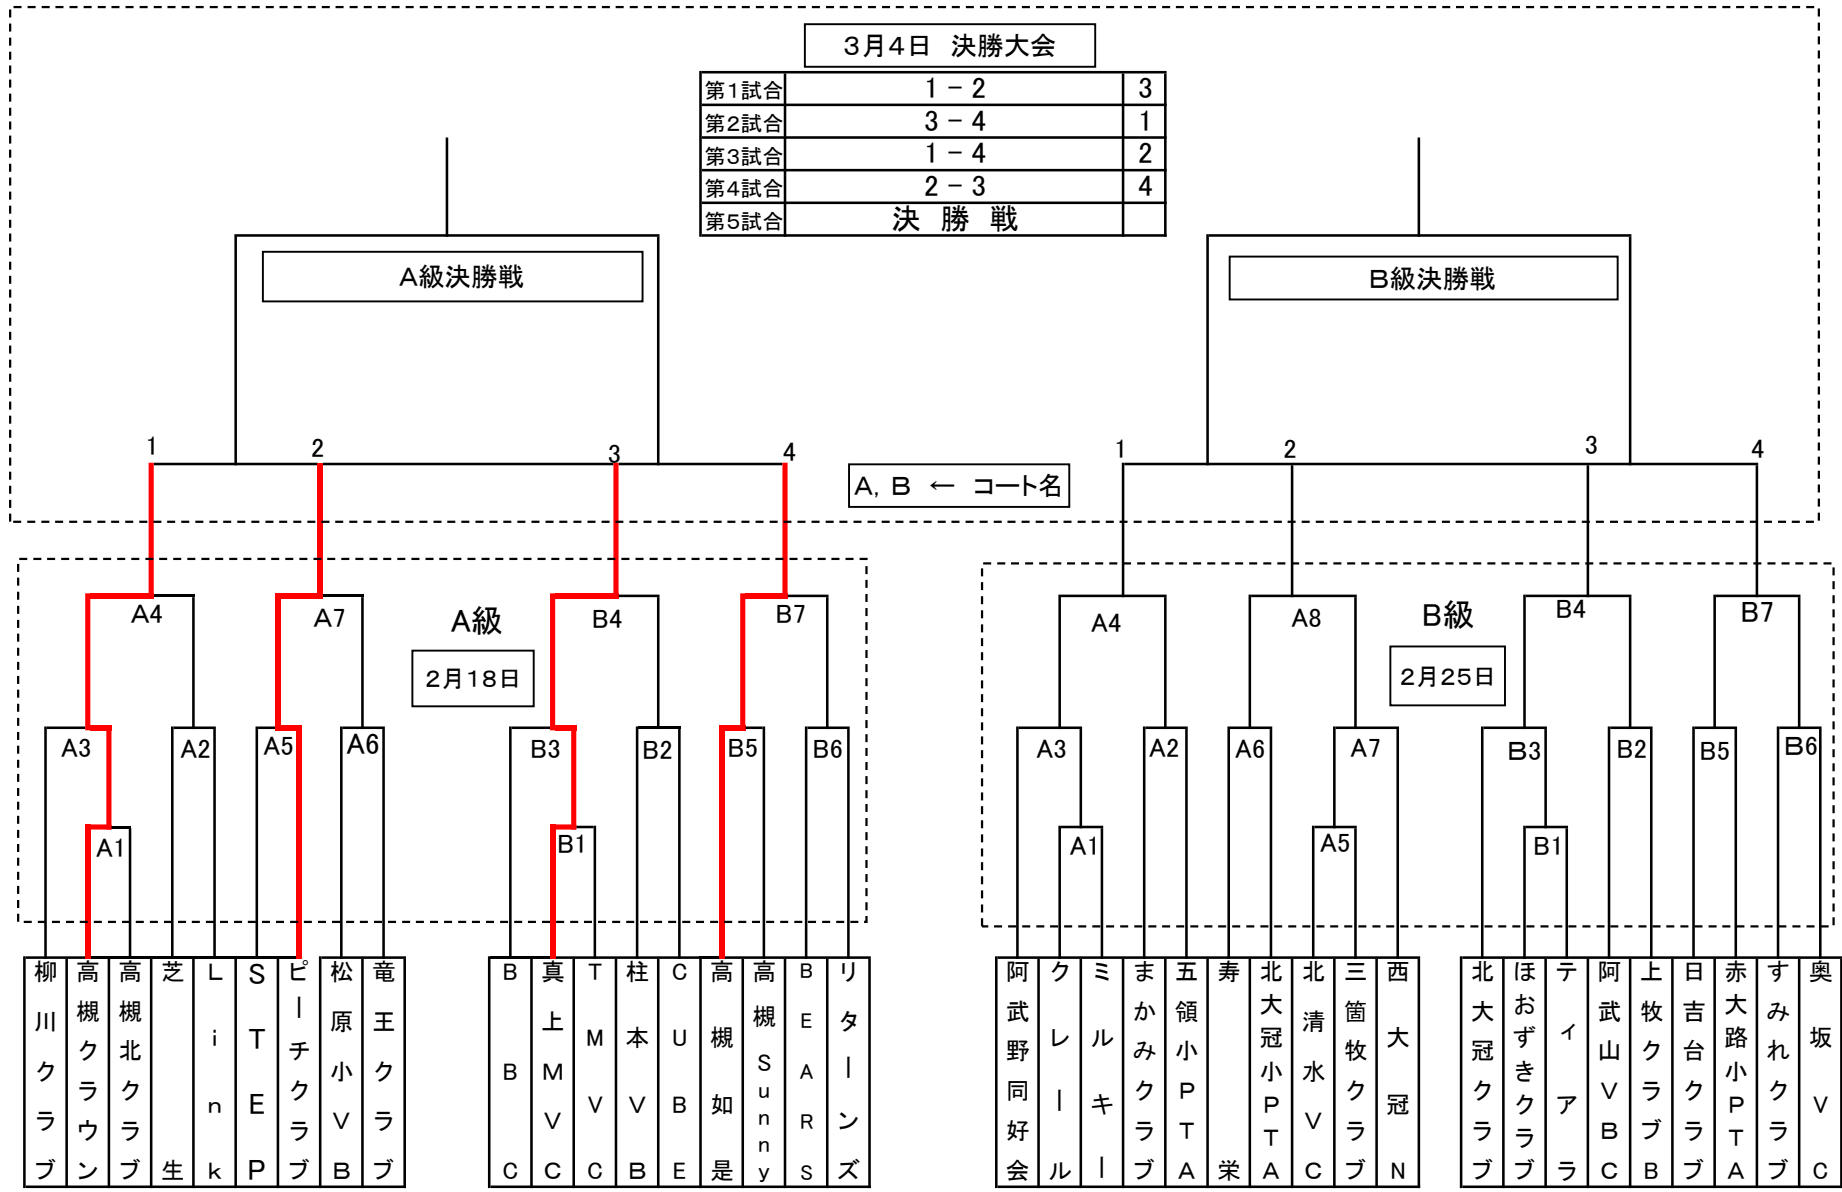 3月4日 決勝大会
第1試合 1 － 2 3
第2試合 3 － 4 1
第3試合 1 － 4 2
第4試合 2 － 3 4
第5試合 決 勝 戦
A級決勝戦
B級決勝戦
1 2 3 4
1 2 3 4
A, B ← コート名
A4 A7 A級 B4 B7
2月18日
A3 A2 A5 A6 B3 B2 B5 B6
A1 B1
A4 A8 B級 B4 B7
2月25日
A3 A2 A6 A7 B3 B2 B5 B6
A1 A5 B1
柳川クラブ
高槻クラウン
高槻北クラブ
芝生
Link
STEP
ピーチクラブ
松原小VB
竜王クラブ
BBC
真上MVC
TMVC
柱本VB
CUBE
高槻如是
高槻Sunny
BEARS
リターンズ
阿武野同好会
クレール
ミルキー
まかみクラブ
五領小PTA
寿栄
北大冠小PTA
北清水VC
三箇牧クラブ
西大冠N
北大冠クラブ
ほおずきクラブ
ティアラ
阿武山VBC
上牧クラブB
日吉台クラブ
赤大路小PTA
すみれクラブ
奥坂VC